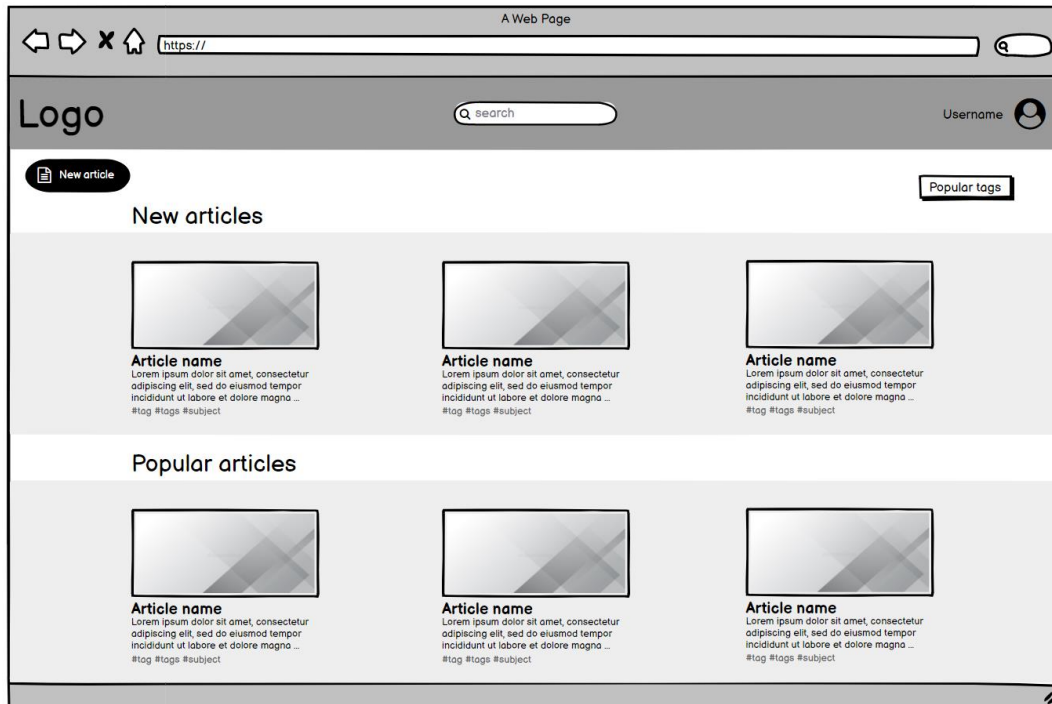 A Web Page
https://
Logo
search
Username
New article
Popular tags
New articles
Article name
Lorem ipsum dolor sit amet, consectetur
adipiscing elit, sed do eiusmod tempor
incididunt ut labore et dolore magna ...
#tag #tags #subject
Article name
Lorem ipsum dolor sit amet, consectetur
adipiscing elit, sed do eiusmod tempor
incididunt ut labore et dolore magna ...
#tag #tags #subject
Article name
Lorem ipsum dolor sit amet, consectetur
adipiscing elit, sed do eiusmod tempor
incididunt ut labore et dolore magna ...
#tag #tags #subject
Popular articles
Article name
Lorem ipsum dolor sit amet, consectetur
adipiscing elit, sed do eiusmod tempor
incididunt ut labore et dolore magna ...
#tag #tags #subject
Article name
Lorem ipsum dolor sit amet, consectetur
adipiscing elit, sed do eiusmod tempor
incididunt ut labore et dolore magna ...
#tag #tags #subject
Article name
Lorem ipsum dolor sit amet, consectetur
adipiscing elit, sed do eiusmod tempor
incididunt ut labore et dolore magna ...
#tag #tags #subject